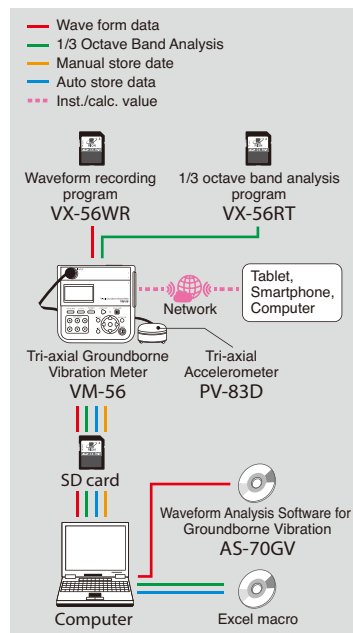 Wave form data
1/3 Octave Band Analysis
Manual store date
Auto store data
Inst./calc. value
Waveform recording
program
VX-56WR
1/3 octave band analysis
program
VX-56RT
Network
Tablet,
Smartphone,
Computer
Tri-axial Groundborne
Vibration Meter
VM-56
Tri-axial
Accelerometer
PV-83D
SD card
Waveform Analysis Software for
Groundborne Vibration
AS-70GV
Computer
Excel macro